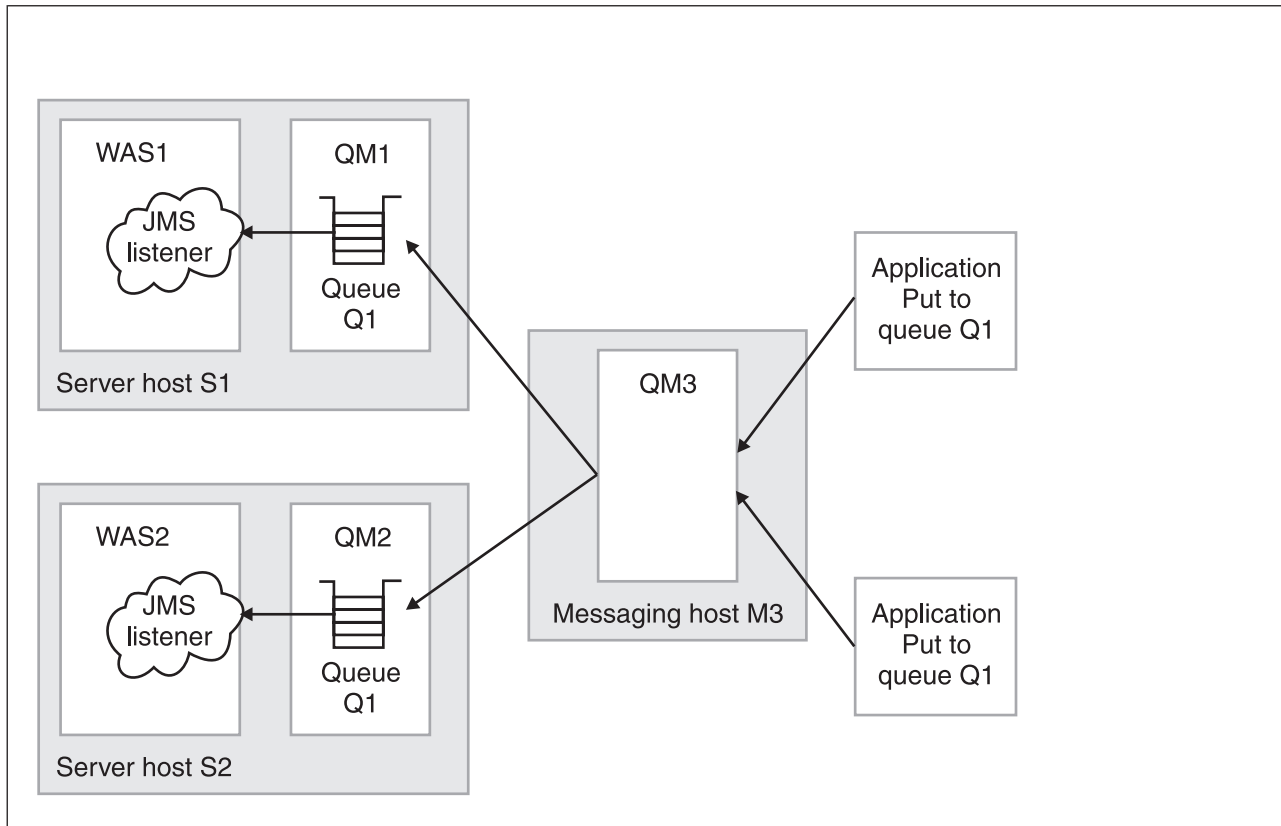 WAS1
JMS
listener
QM1
Queue
Q1
Server host S1
WAS2
JMS
listener
QM2
Queue
Q1
Server host S2
QM3
Messaging host M3
Application
Put to
queue Q1
Application
Put to
queue Q1